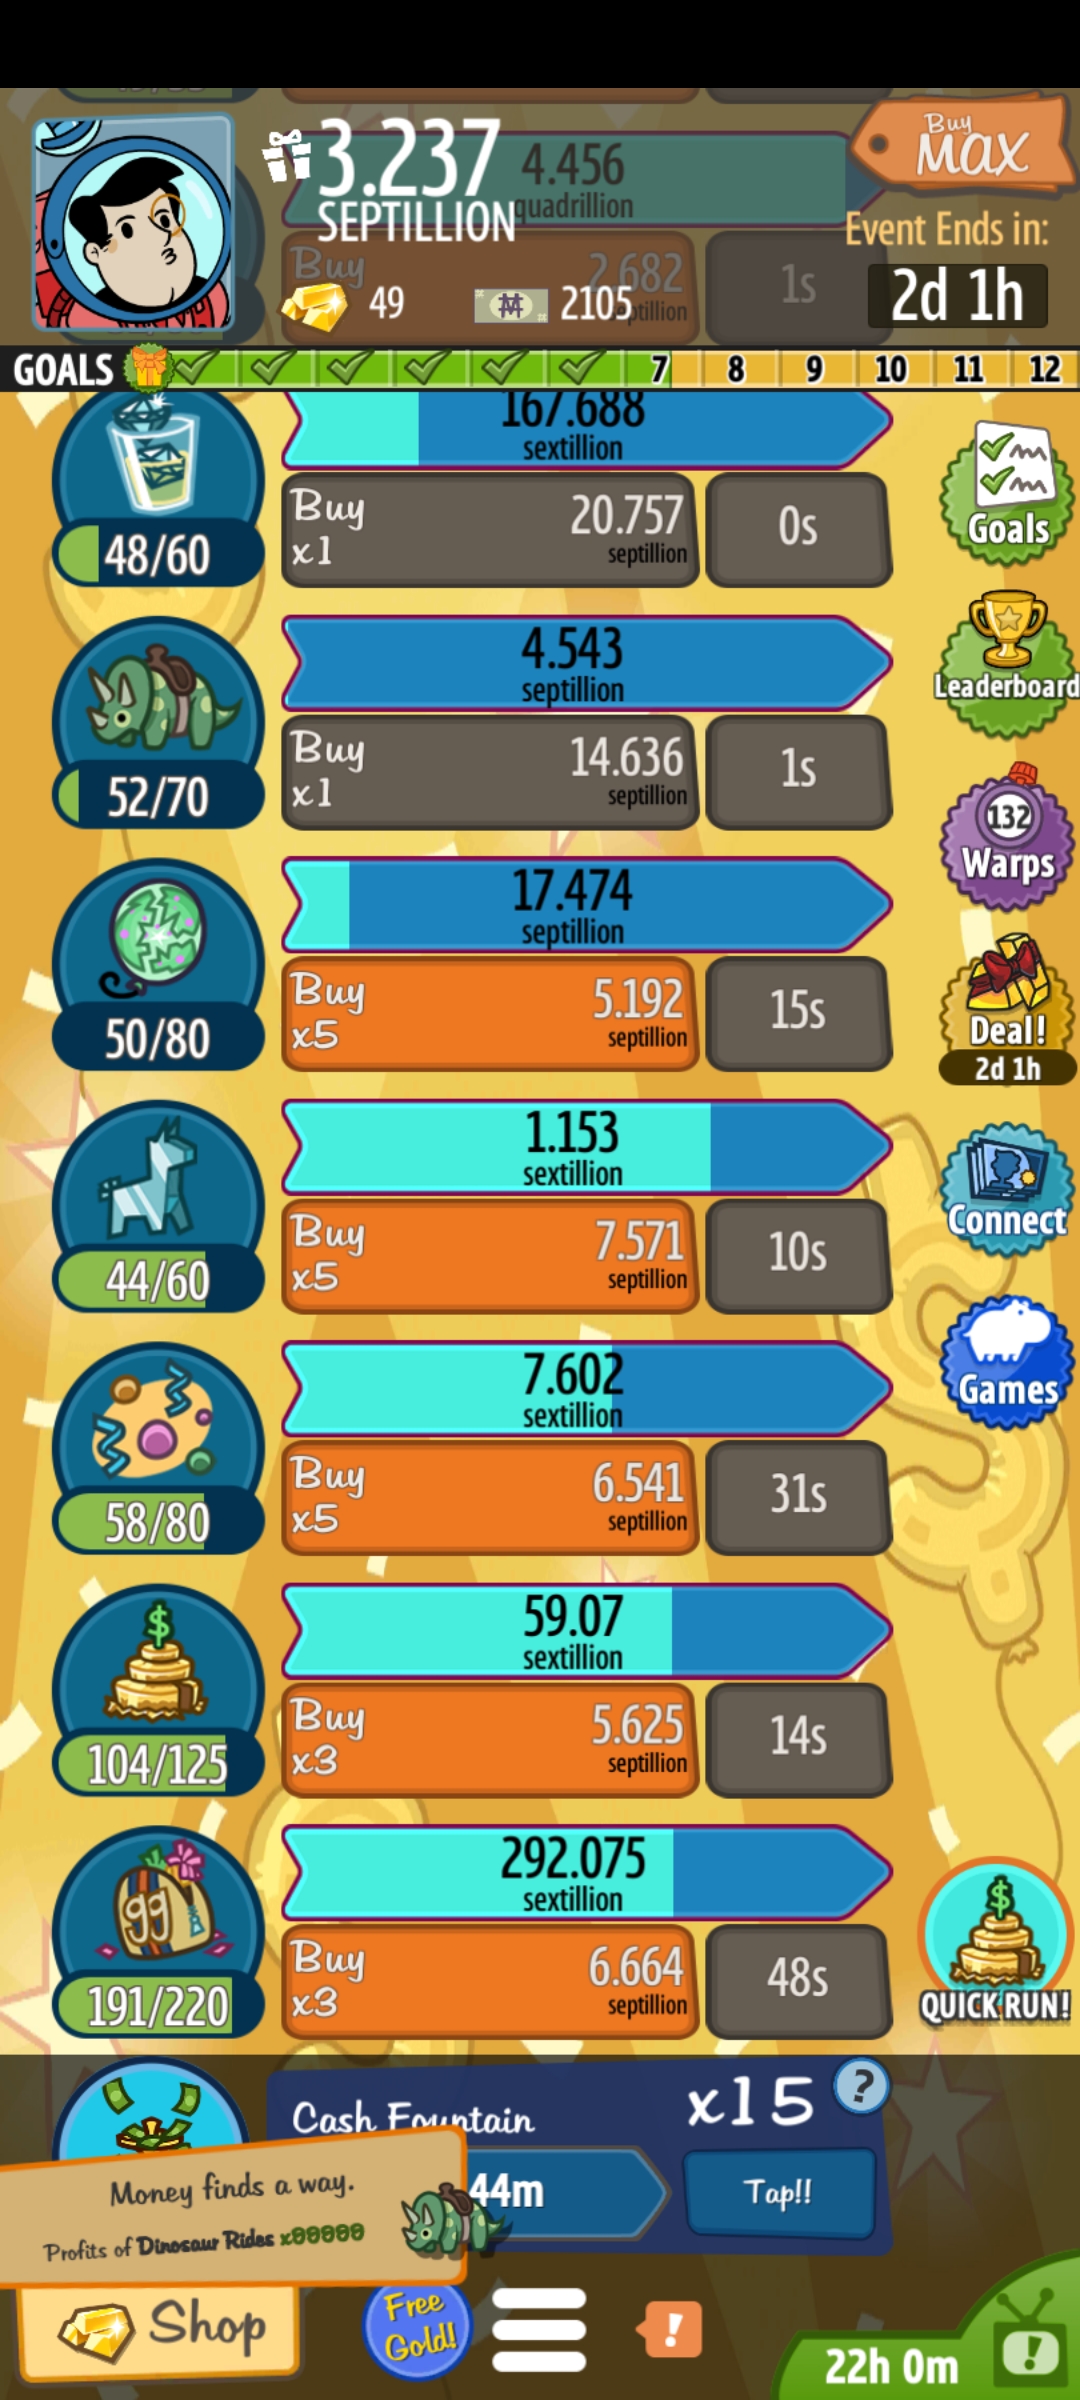 3.237
SEPTILLION
4.456
quadrillion
Buy
MAX
Event Ends in:
2d 1h
Buy
2.682
1s
49
2105
GOALS
7
8
9
10
11
12
167.688
sextillion
48/60
Buy
x1
20.757
septillion
0s
Goals
4.543
septillion
52/70
Buy
x1
14.636
septillion
1s
Leaderboard
132
Warps
17.474
septillion
50/80
Buy
x5
5.192
septillion
15s
Deal!
2d 1h
1.153
sextillion
44/60
Buy
x5
7.571
septillion
10s
Connect
7.602
sextillion
58/80
Buy
x5
6.541
septillion
31s
Games
59.07
sextillion
$
104/125
Buy
x3
5.625
septillion
14s
292.075
sextillion
99
191/220
Buy
x3
6.664
septillion
48s
$
QUICK RUN!
Cash Fountain
x15
?
44m
Tap!!
Money finds a way.
Profits of Dinosaur Rides x99999
Shop
Free
Gold!
!
22h 0m
!